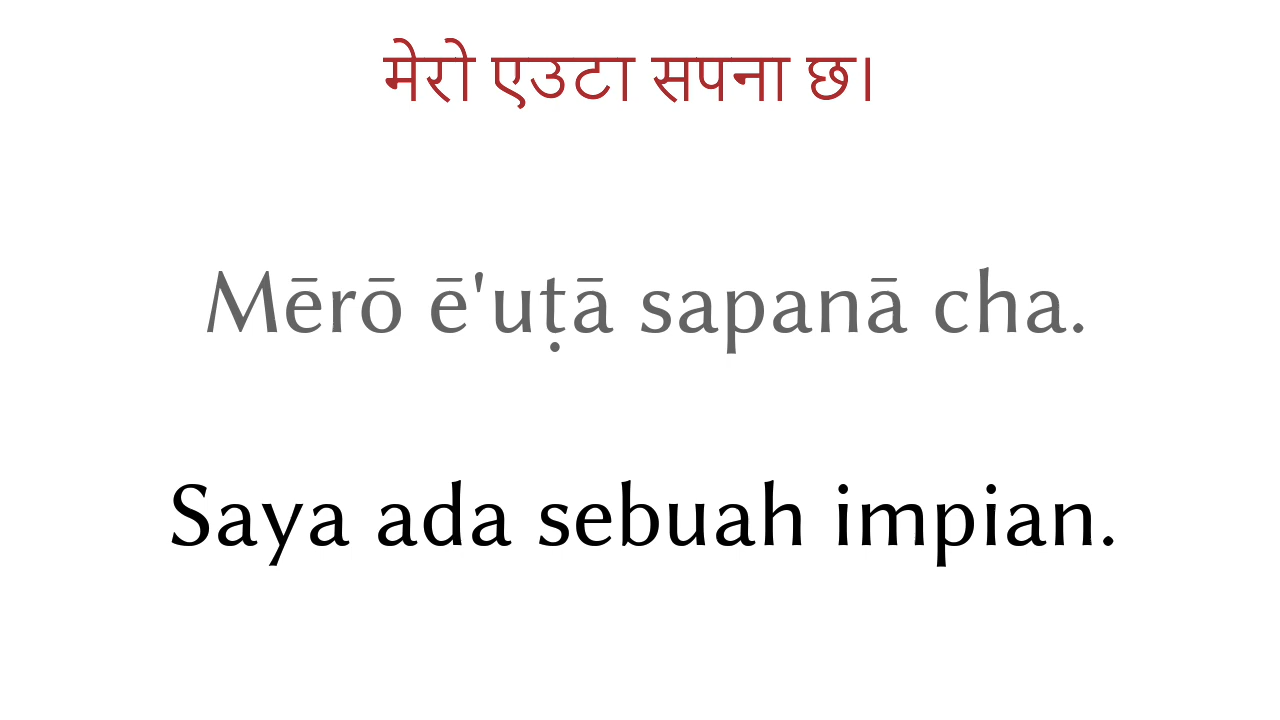 मेरो एउटा सपना छ।
Mērō ē'uṭā sapanā cha.
Saya ada sebuah impian.